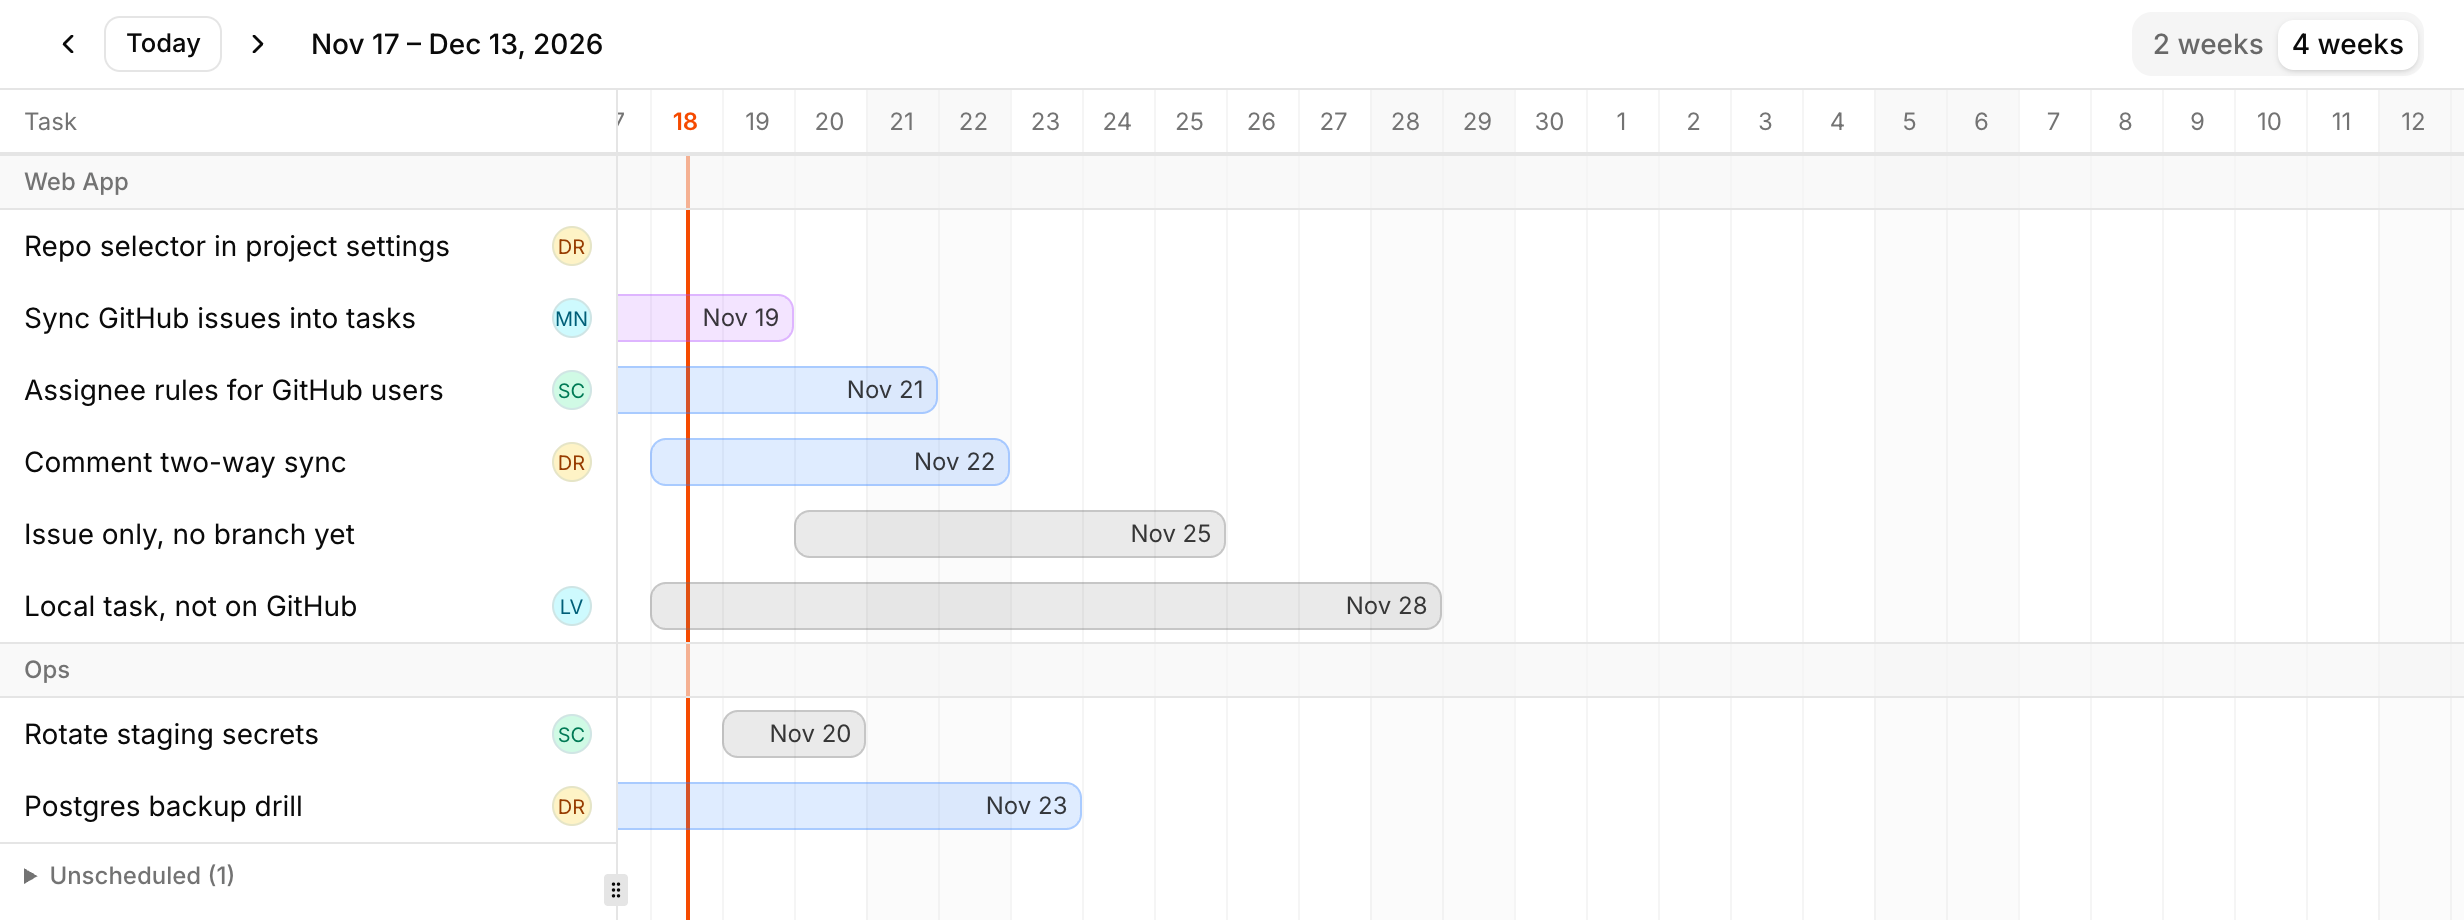 Today
Nov 17 – Dec 13, 2026
2 weeks
4 weeks
Task
7 18 19 20 21 22 23 24 25 26 27 28 29 30 1 2 3 4 5 6 7 8 9 10 11 12
Web App
Repo selector in project settings DR
Sync GitHub issues into tasks MN Nov 19
Assignee rules for GitHub users SC Nov 21
Comment two-way sync DR Nov 22
Issue only, no branch yet Nov 25
Local task, not on GitHub LV Nov 28
Ops
Rotate staging secrets SC Nov 20
Postgres backup drill DR Nov 23
Unscheduled (1)